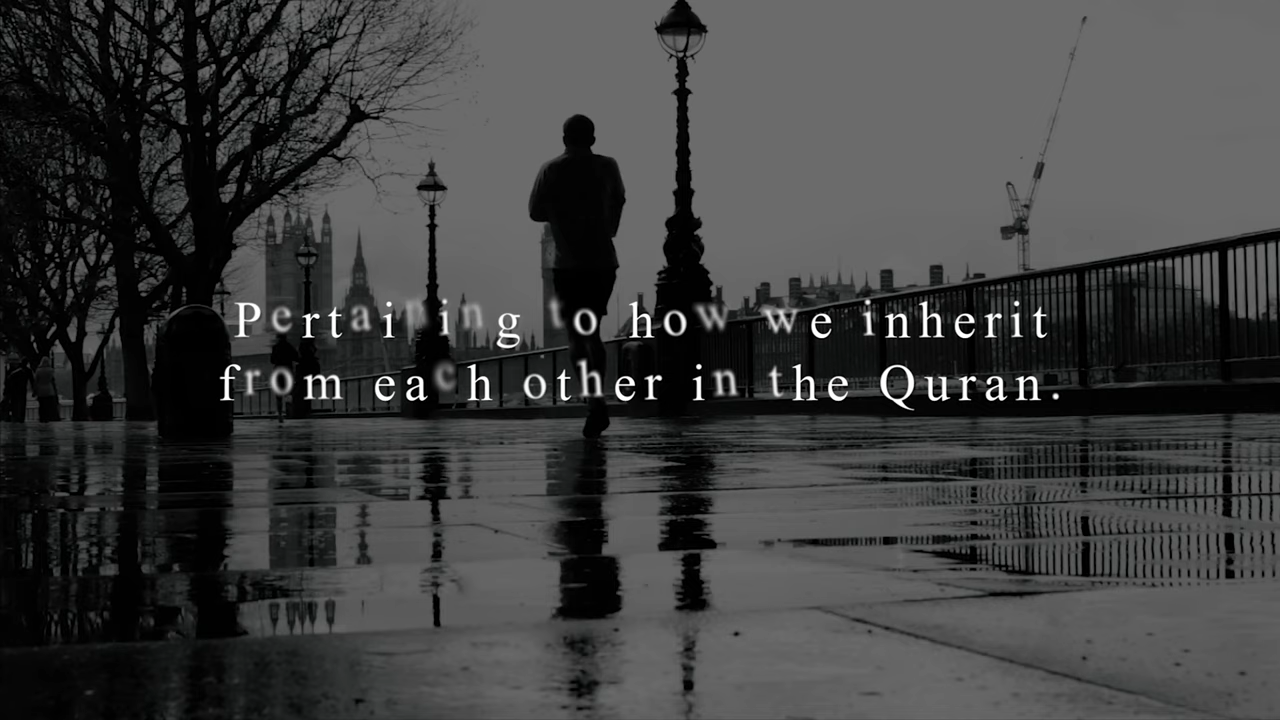 Pertaining to how we inherit
from each other in the Quran.